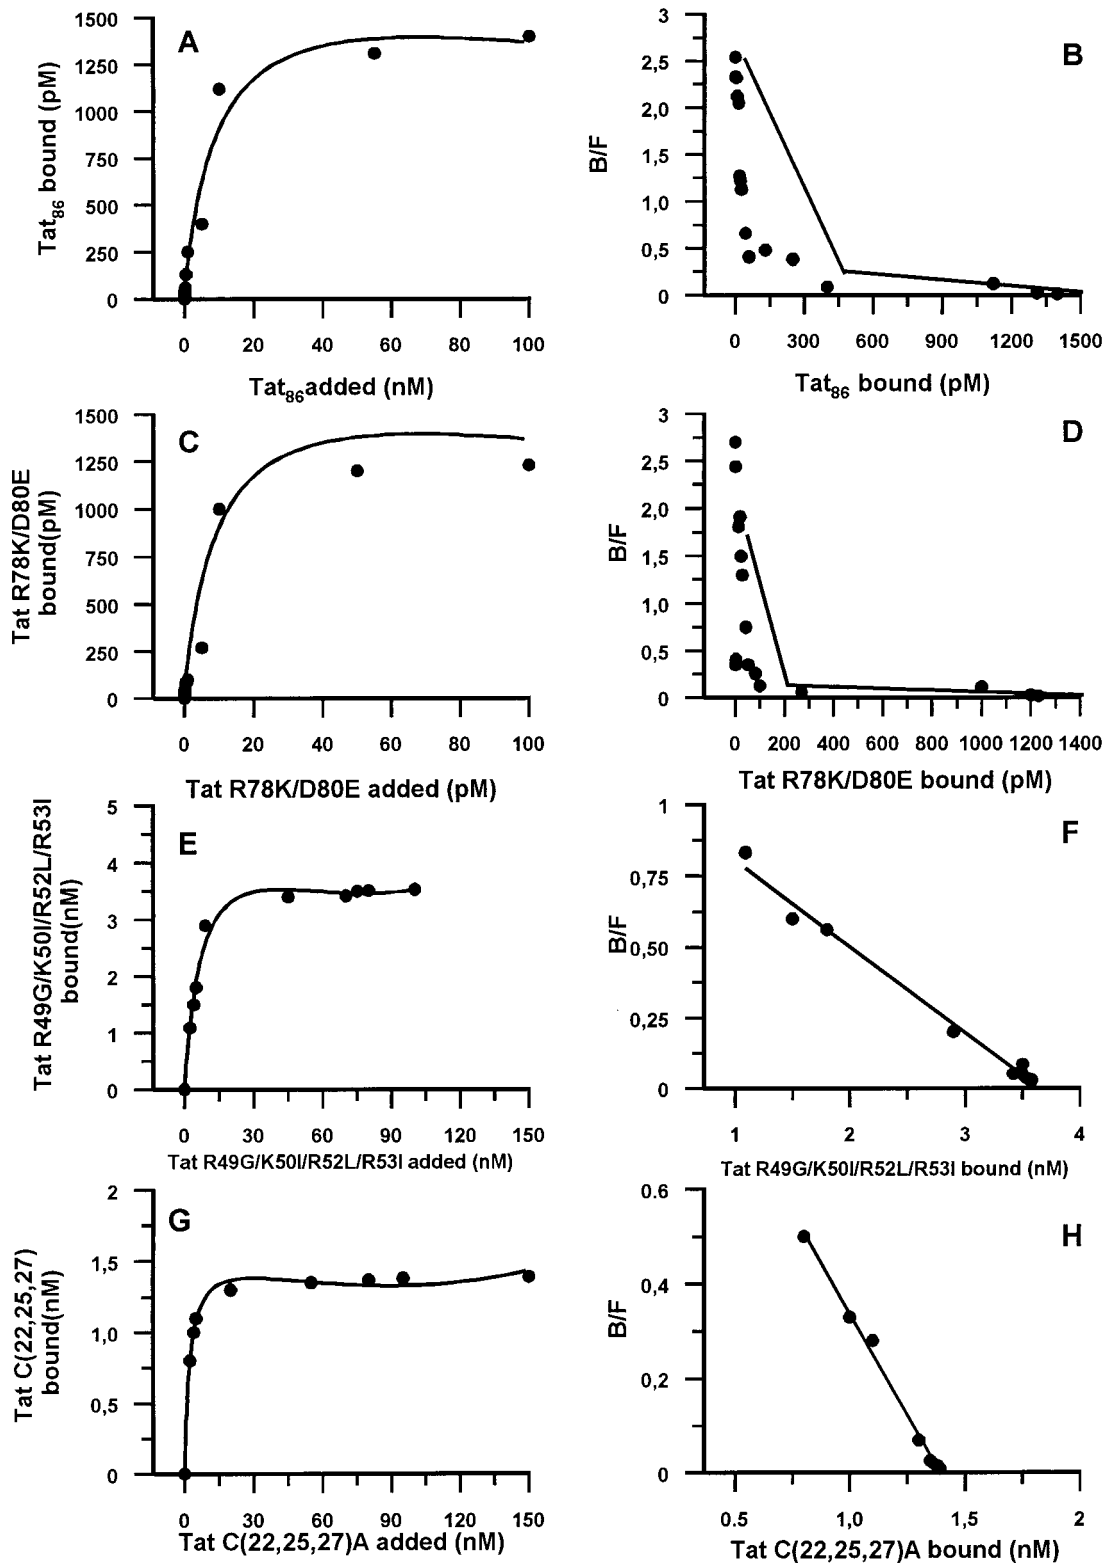 A
1500
1250
1000
750
500
250
0
Tat86 bound (pM)
0 20 40 60 80 100
Tat86added (nM)
B
3
2,5
2,0
1,5
1,0
0,5
0
B/F
0 300 600 900 1200 1500
Tat86 bound (pM)
C
1500
1250
1000
750
500
250
0
Tat R78K/D80E
bound(pM)
0 20 40 60 80 100
Tat R78K/D80E added (pM)
D
3
2,5
2,0
1,5
1,0
0,5
0
B/F
0 200 400 600 800 1000 1200 1400
Tat R78K/D80E bound (pM)
E
5
4
3
2
1
0
Tat R49G/K50I/R52L/R53I
bound(nM)
0 30 60 90 120 150
Tat R49G/K50I/R52L/R53I added (nM)
F
1
0,75
0,50
0,25
0
B/F
1 2 3 4
Tat R49G/K50I/R52L/R53I bound (nM)
G
2
1,5
1,0
0,5
0
Tat C(22,25,27)
bound(nM)
0 30 60 90 120 150
Tat C(22,25,27)A added (nM)
H
0.6
0,4
0,2
0
B/F
0.5 1,0 1,5 2
Tat C(22,25,27)A bound (nM)